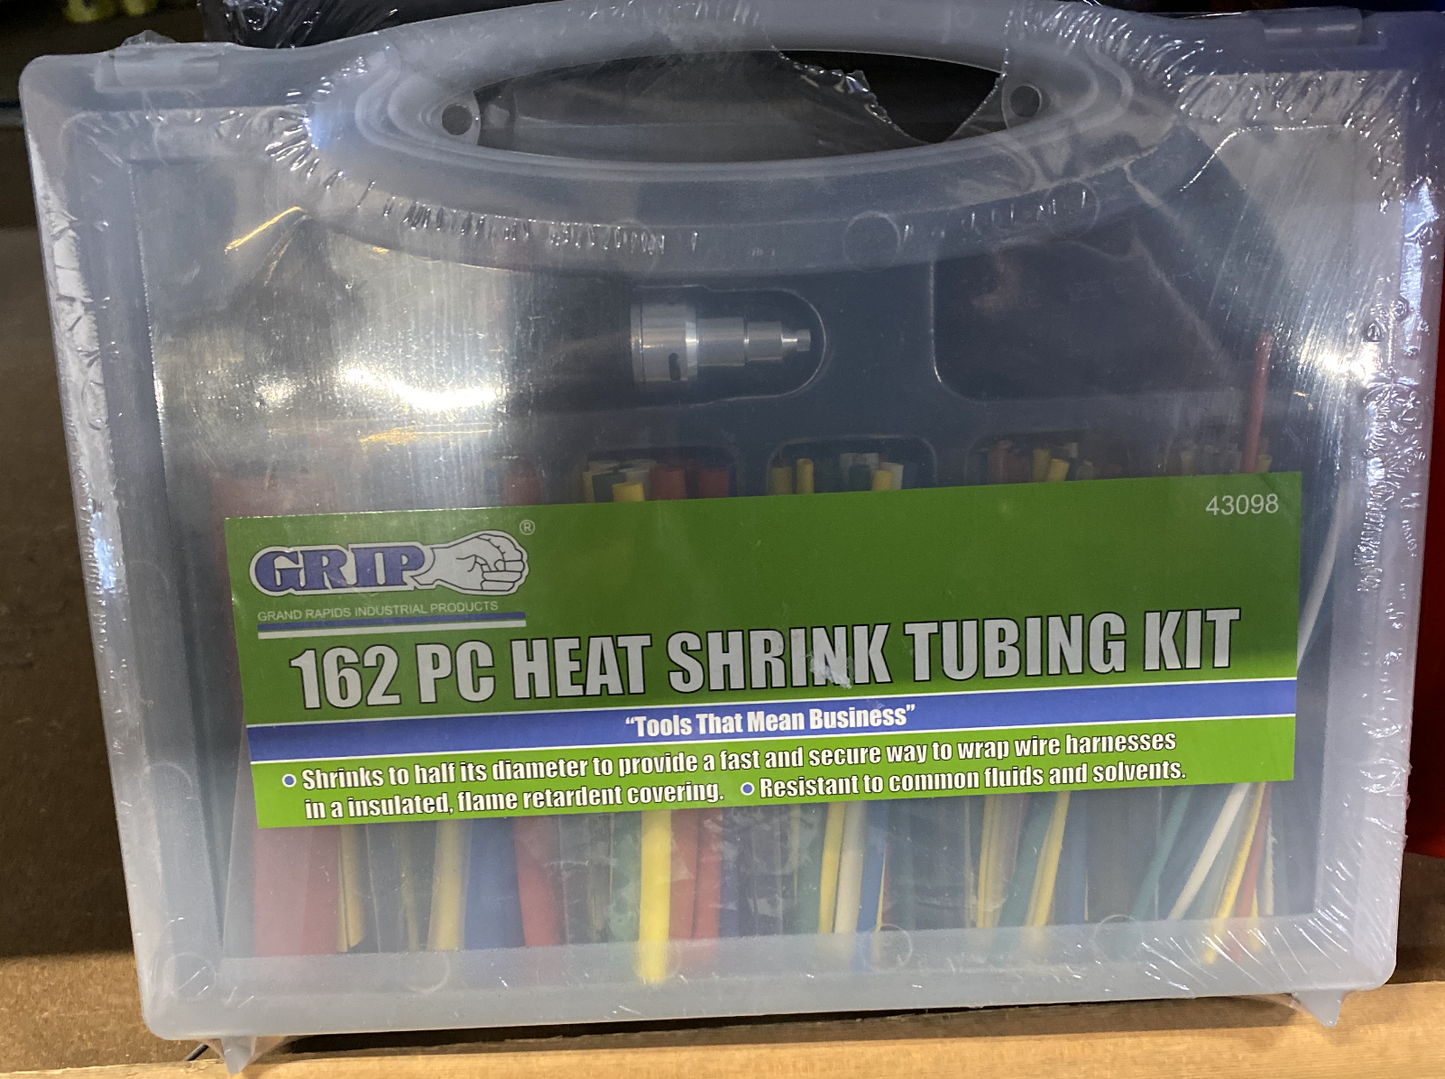 43098
GRIP®
GRAND RAPIDS INDUSTRIAL PRODUCTS
162 PC HEAT SHRINK TUBING KIT
“Tools That Mean Business”
• Shrinks to half its diameter to provide a fast and secure way to wrap wire harnesses
in a insulated, flame retardent covering. • Resistant to common fluids and solvents.